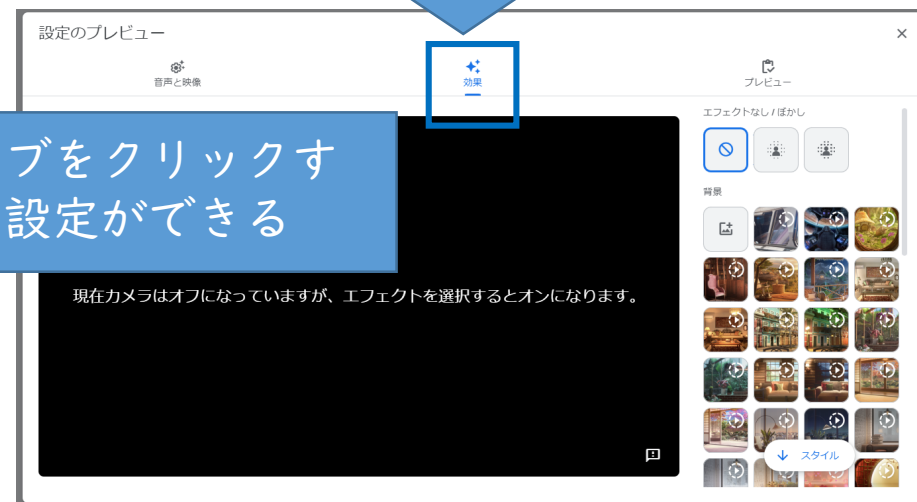 設定のプレビュー
音声と映像
効果
プレビュー
エフェクトなし / ぼかし
ブをクリックす
設定ができる
背景
現在カメラはオフになっていますが、エフェクトを選択するとオンになります。
スタイル